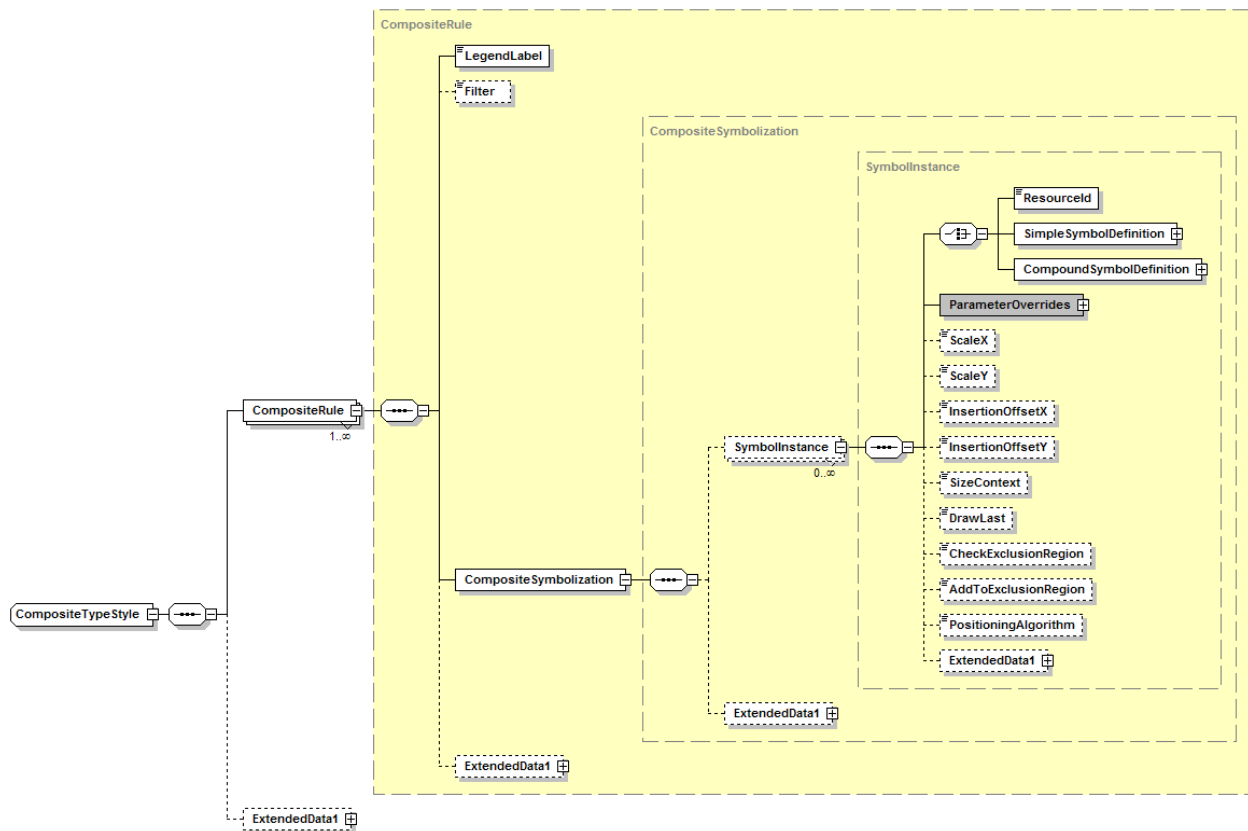 CompositeRule
LegendLabel
Filter
CompositeSymbolization
SymbolInstance
ResourceId
SimpleSymbolDefinition
CompoundSymbolDefinition
ParameterOverrides
ScaleX
ScaleY
CompositeRule
1..∞
InsertionOffsetX
SymbolInstance
0..∞
InsertionOffsetY
SizeContext
DrawLast
CheckExclusionRegion
CompositeSymbolization
AddToExclusionRegion
CompositeTypeStyle
PositioningAlgorithm
ExtendedData1
ExtendedData1
ExtendedData1
ExtendedData1